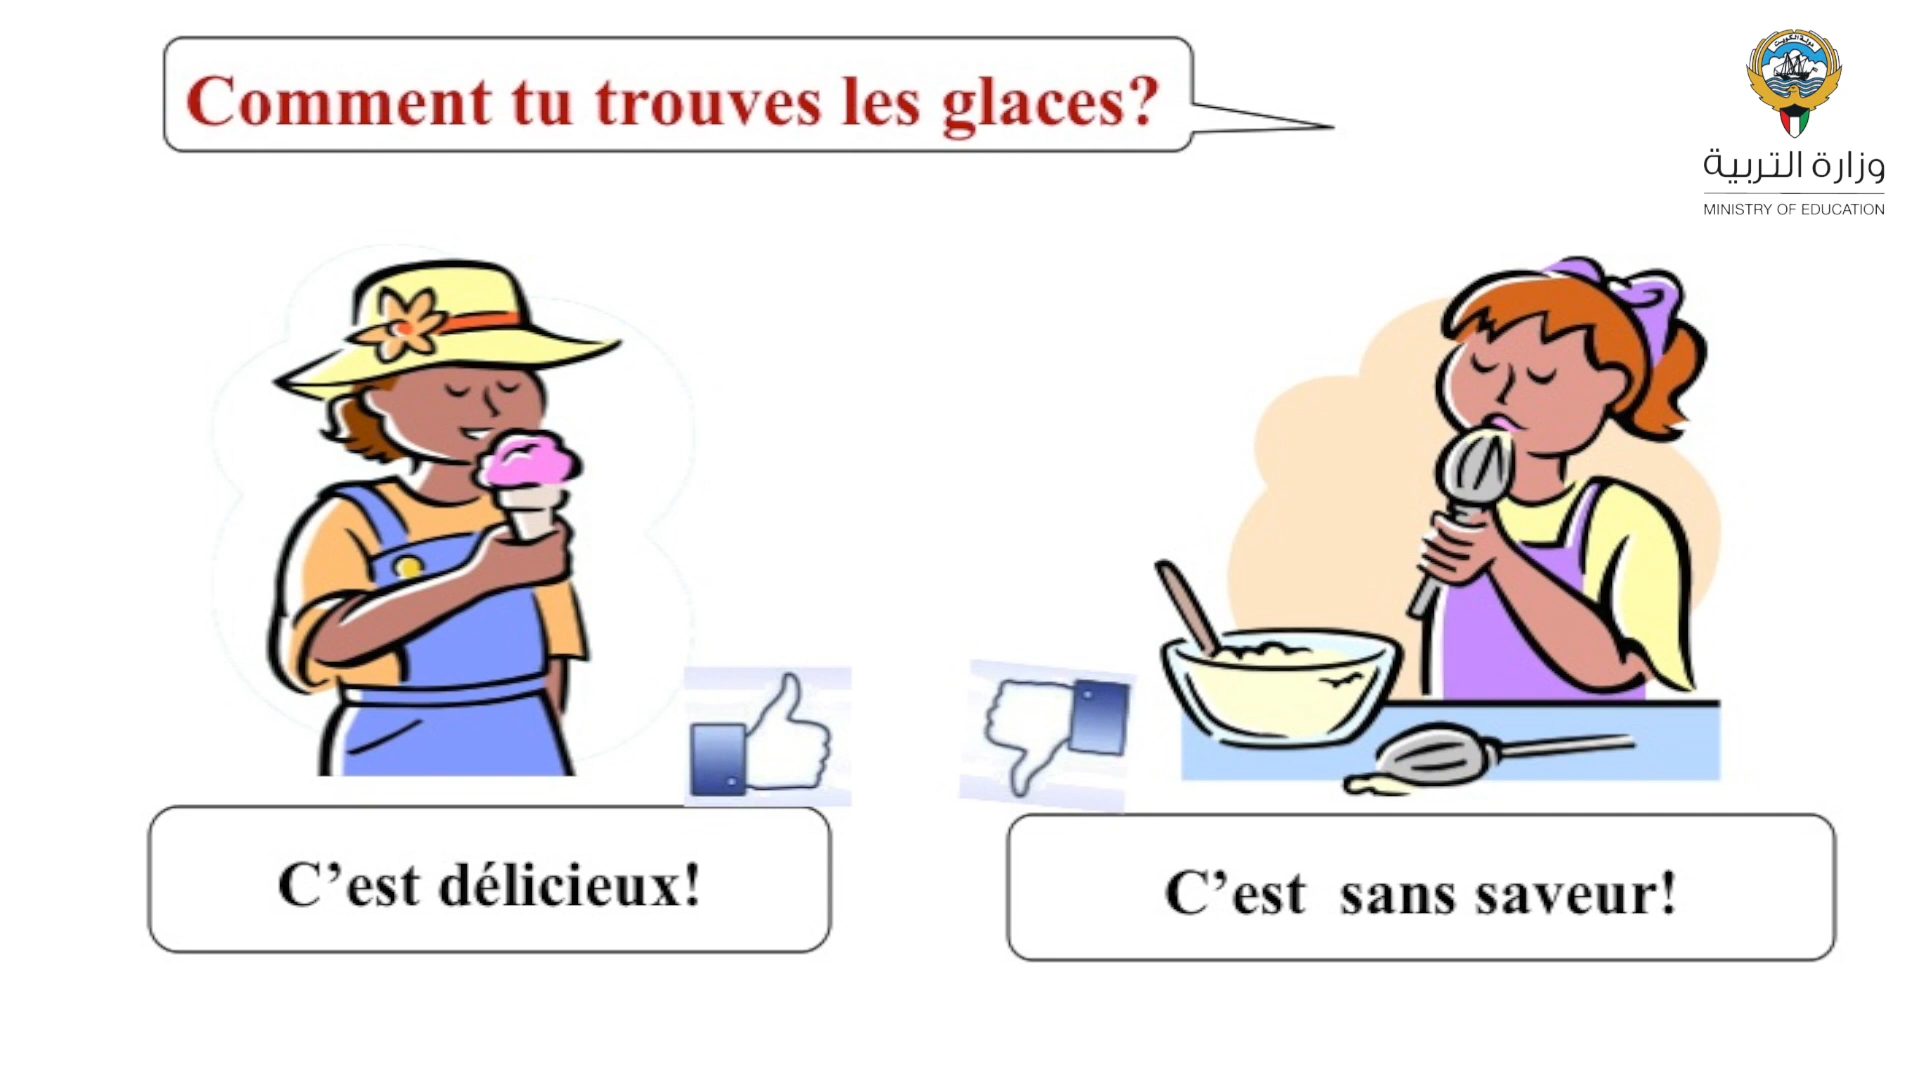 Comment tu trouves les glaces?
وزارة التربية
MINISTRY OF EDUCATION
C’est délicieux!
C’est sans saveur!